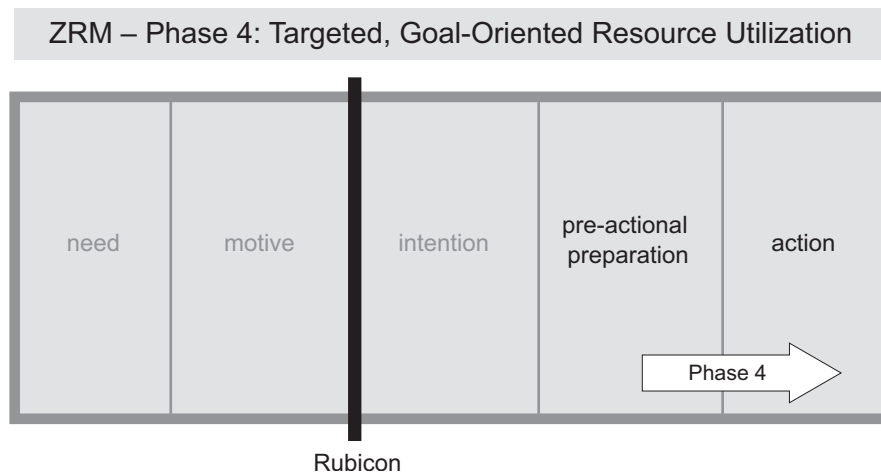 ZRM – Phase 4: Targeted, Goal-Oriented Resource Utilization
need
motive
intention
pre-actional
preparation
action
Phase 4
Rubicon